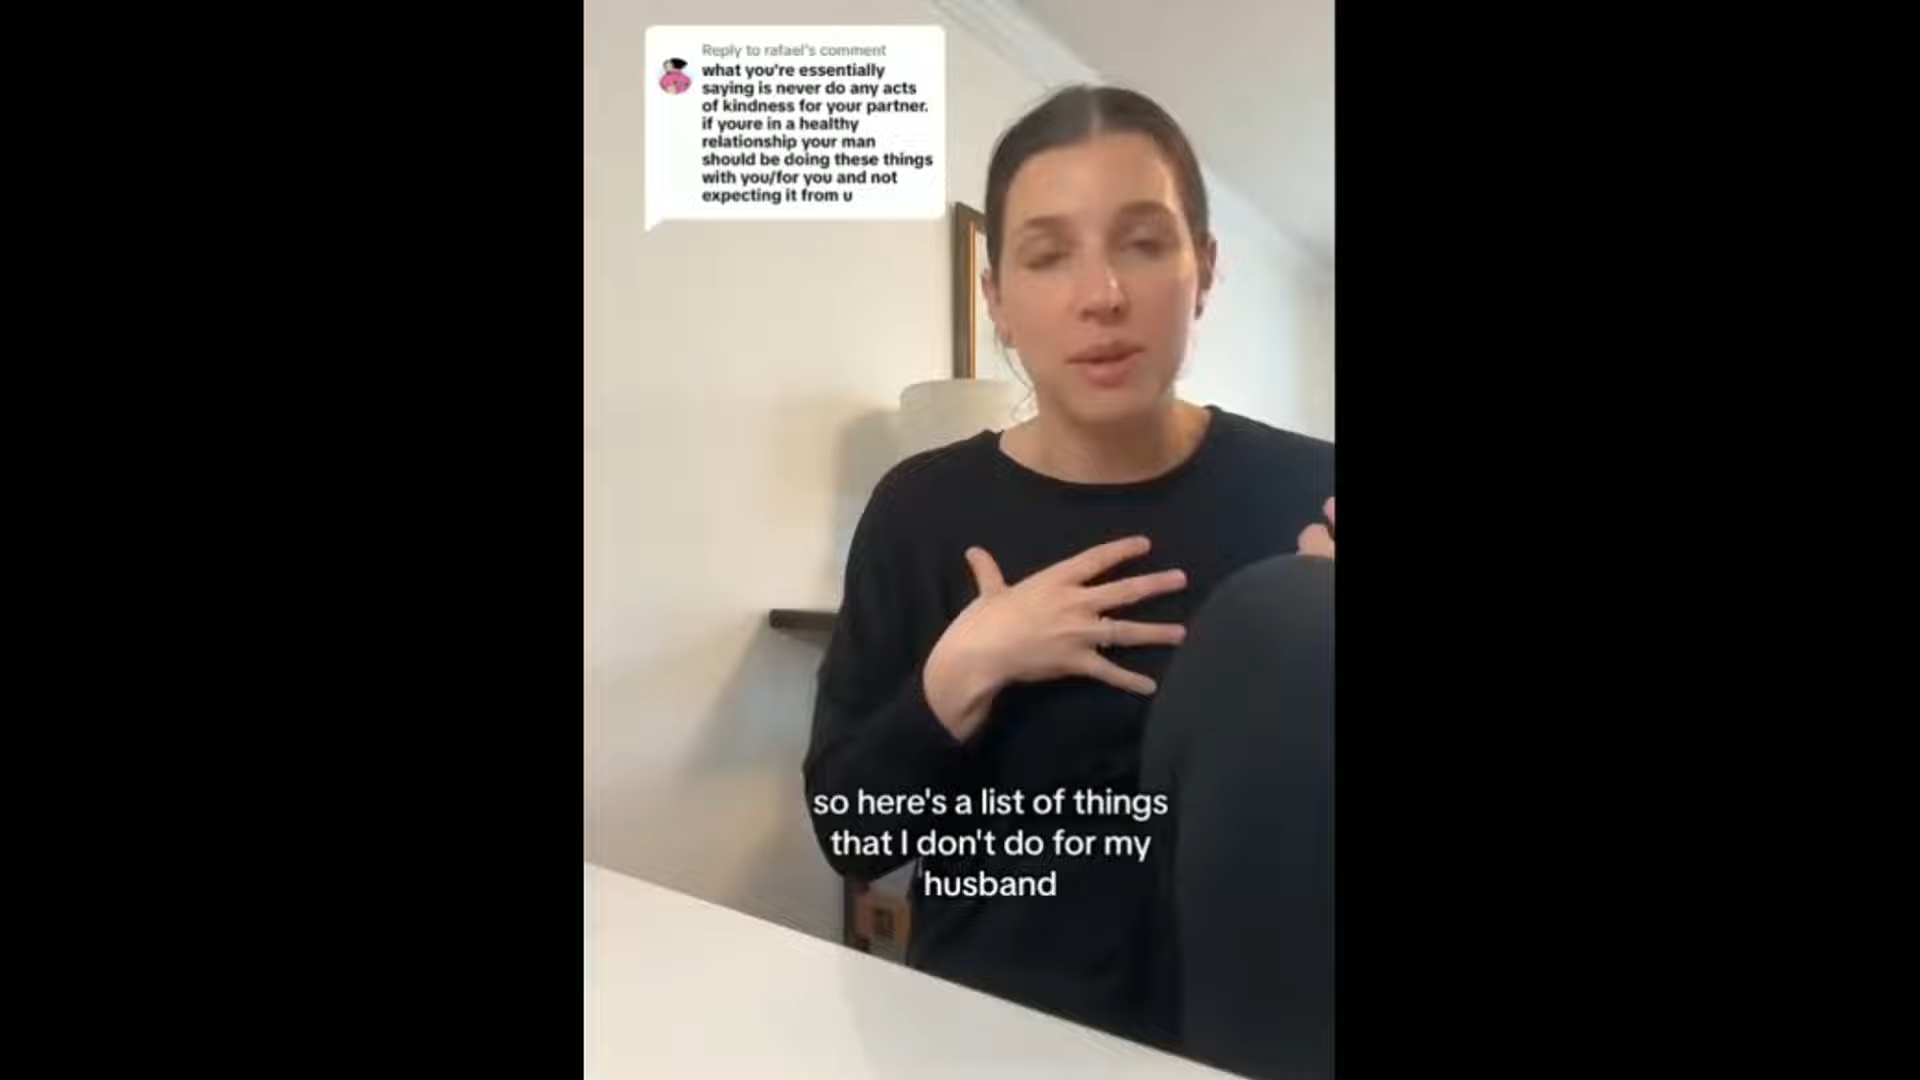 Reply to rafael's comment
what you're essentially
saying is never do any acts
of kindness for your partner.
if youre in a healthy
relationship your man
should be doing these things
with you/for you and not
expecting it from u
so here's a list of things
that I don't do for my
husband